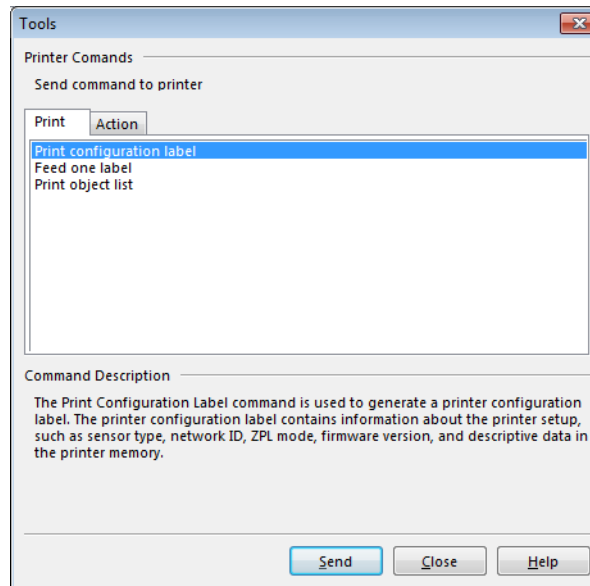 Tools
Printer Comands
Send command to printer
Print Action
Print configuration label
Feed one label
Print object list
Command Description
The Print Configuration Label command is used to generate a printer configuration
label. The printer configuration label contains information about the printer setup,
such as sensor type, network ID, ZPL mode, firmware version, and descriptive data in
the printer memory.
Send Close Help